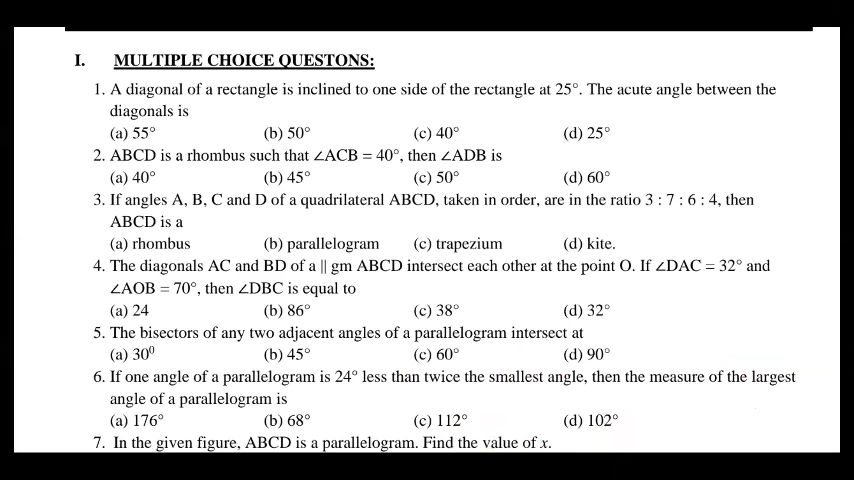 I. MULTIPLE CHOICE QUESTONS:
1. A diagonal of a rectangle is inclined to one side of the rectangle at 25°. The acute angle between the
diagonals is
(a) 55° (b) 50° (c) 40° (d) 25°
2. ABCD is a rhombus such that ∠ACB = 40°, then ∠ADB is
(a) 40° (b) 45° (c) 50° (d) 60°
3. If angles A, B, C and D of a quadrilateral ABCD, taken in order, are in the ratio 3 : 7 : 6 : 4, then
ABCD is a
(a) rhombus (b) parallelogram (c) trapezium (d) kite.
4. The diagonals AC and BD of a || gm ABCD intersect each other at the point O. If ∠DAC = 32° and
∠AOB = 70°, then ∠DBC is equal to
(a) 24 (b) 86° (c) 38° (d) 32°
5. The bisectors of any two adjacent angles of a parallelogram intersect at
(a) 30⁰ (b) 45° (c) 60° (d) 90°
6. If one angle of a parallelogram is 24° less than twice the smallest angle, then the measure of the largest
angle of a parallelogram is
(a) 176° (b) 68° (c) 112° (d) 102°
7. In the given figure, ABCD is a parallelogram. Find the value of x.